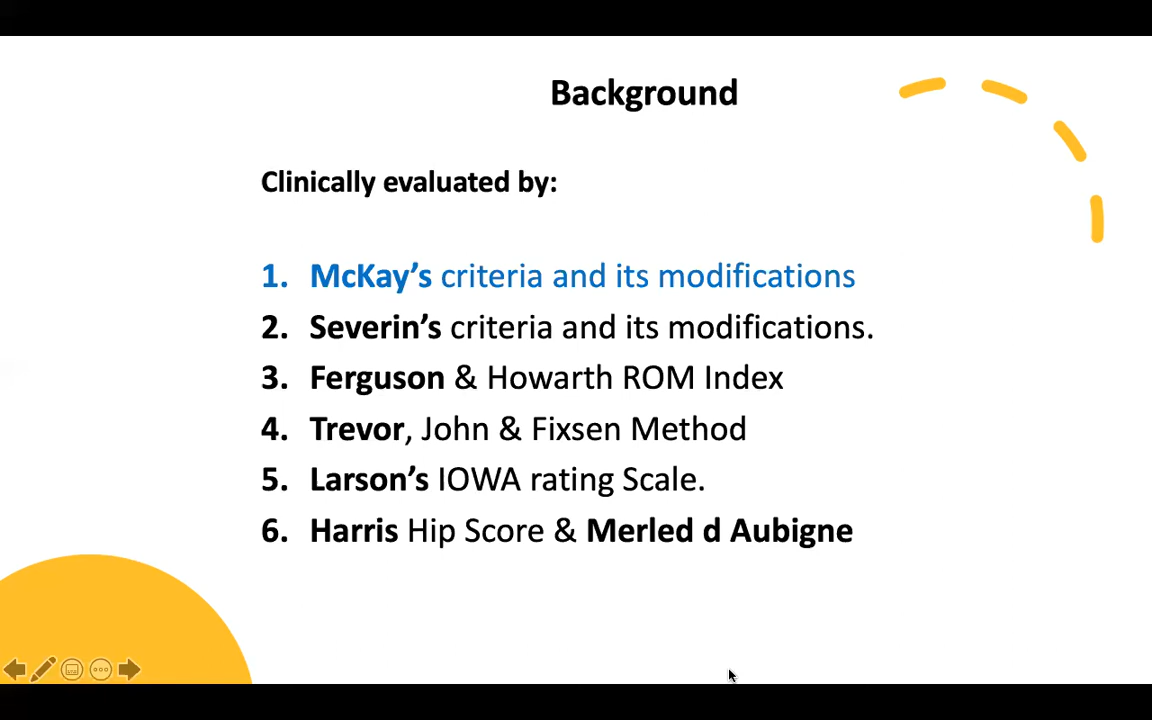 Background
Clinically evaluated by:
1. McKay’s criteria and its modifications
2. Severin’s criteria and its modifications.
3. Ferguson & Howarth ROM Index
4. Trevor, John & Fixsen Method
5. Larson’s IOWA rating Scale.
6. Harris Hip Score & Merled d Aubigne